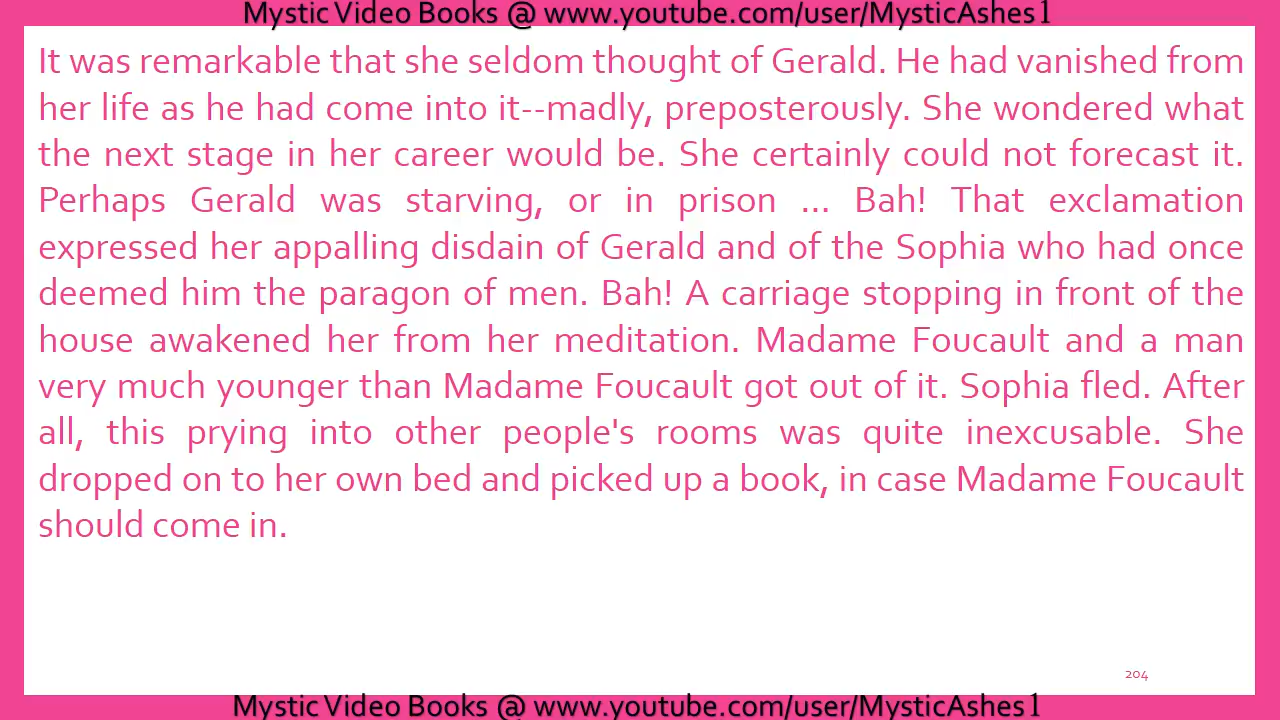 Mystic Video Books @ www.youtube.com/user/MysticAshes1
It was remarkable that she seldom thought of Gerald. He had vanished from
her life as he had come into it--madly, preposterously. She wondered what
the next stage in her career would be. She certainly could not forecast it.
Perhaps Gerald was starving, or in prison ... Bah! That exclamation
expressed her appalling disdain of Gerald and of the Sophia who had once
deemed him the paragon of men. Bah! A carriage stopping in front of the
house awakened her from her meditation. Madame Foucault and a man
very much younger than Madame Foucault got out of it. Sophia fled. After
all, this prying into other people's rooms was quite inexcusable. She
dropped on to her own bed and picked up a book, in case Madame Foucault
should come in.
204
Mystic Video Books @ www.youtube.com/user/MysticAshes1